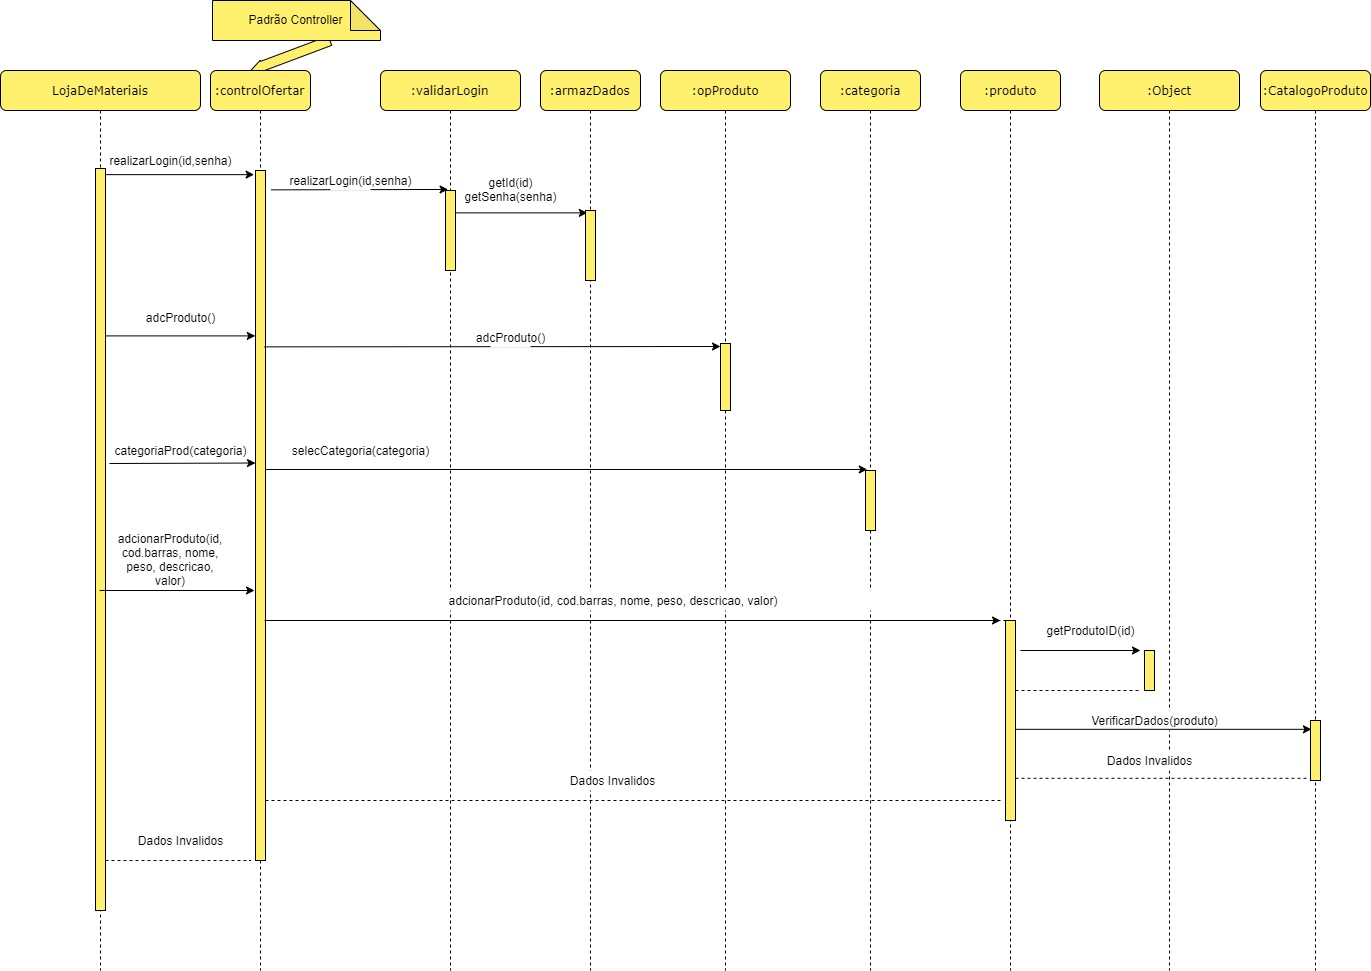 Padrão Controller
LojaDeMateriais
:controlOfertar
:validarLogin
:armazDados
:opProduto
:categoria
:produto
:Object
:CatalogoProduto
realizarLogin(id,senha)
realizarLogin(id,senha)
getId(id)
getSenha(senha)
adcProduto()
adcProduto()
categoriaProd(categoria)
selecCategoria(categoria)
adcionarProduto(id,
cod.barras, nome,
peso, descricao,
valor)
adcionarProduto(id, cod.barras, nome, peso, descricao, valor)
getProdutoID(id)
VerificarDados(produto)
Dados Invalidos
Dados Invalidos
Dados Invalidos